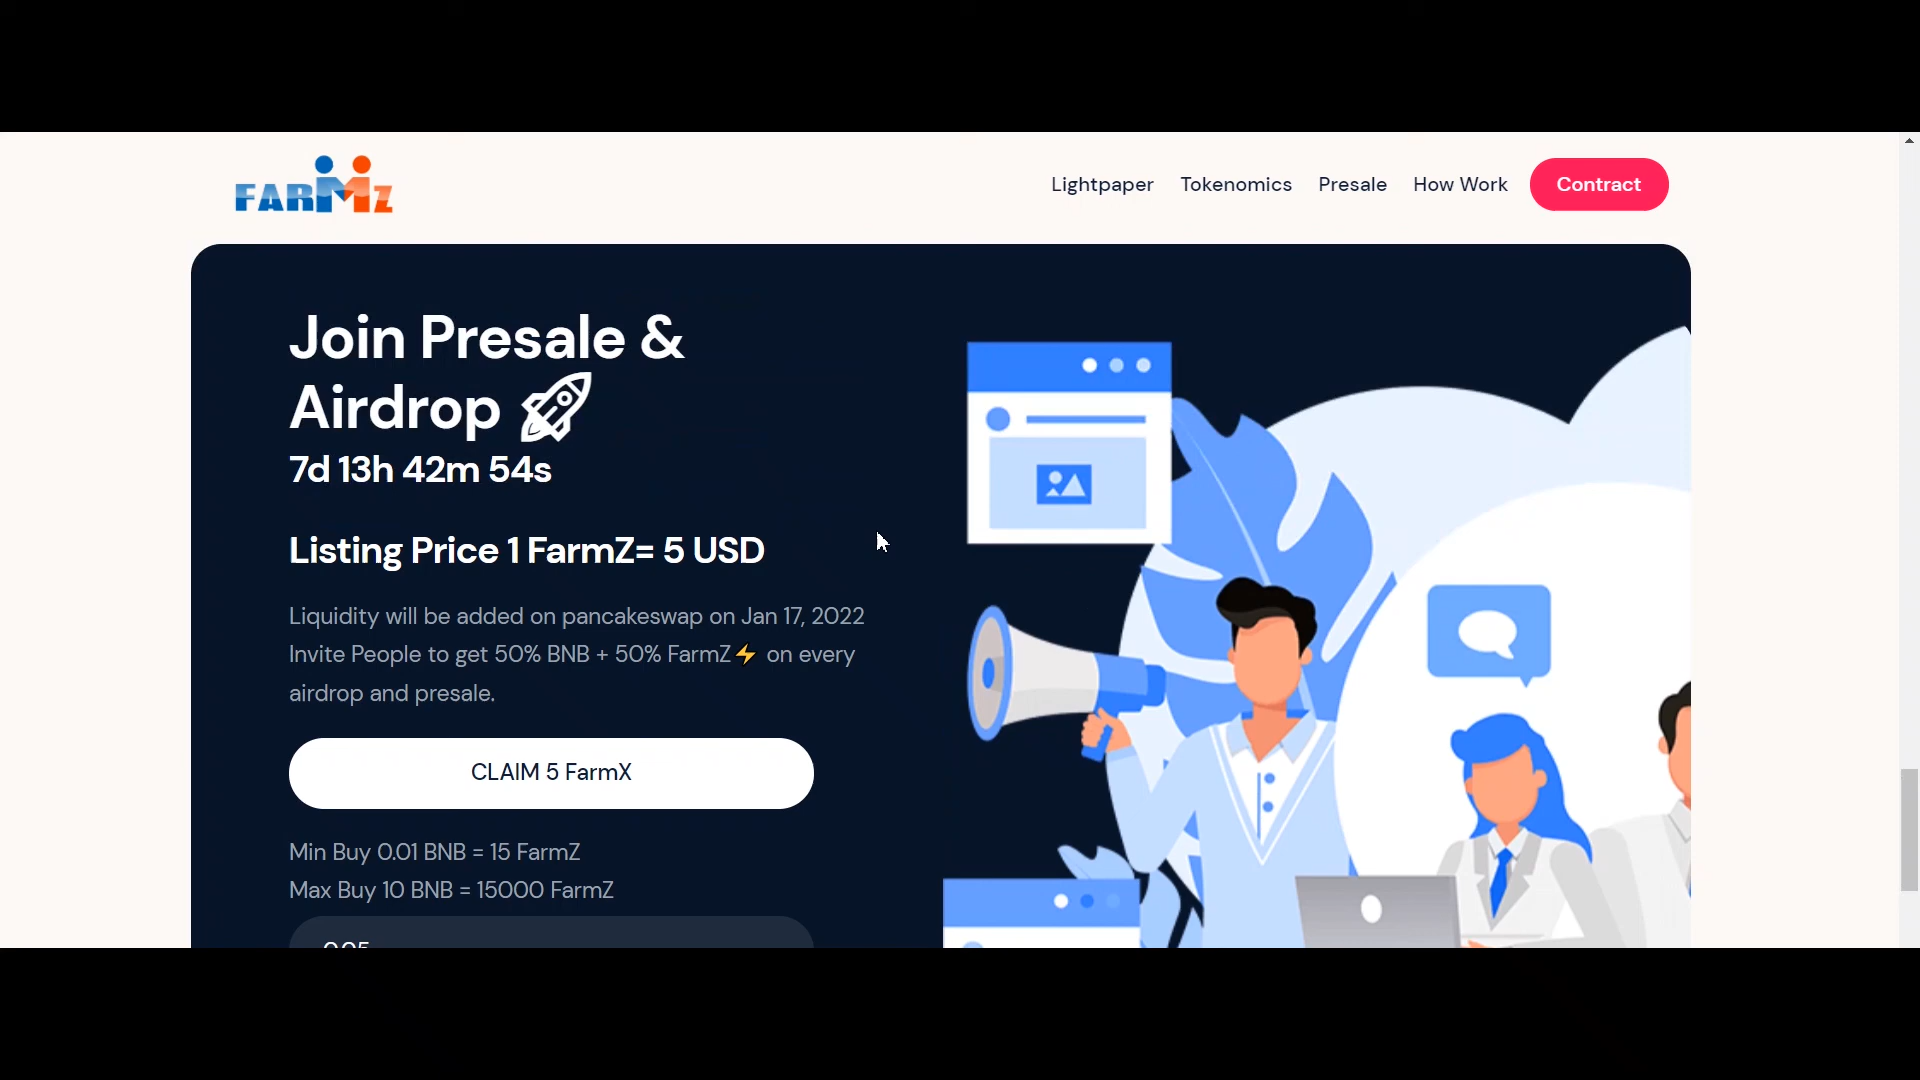 FARMZ
Lightpaper
Tokenomics
Presale
How Work
Contract
Join Presale &
Airdrop
7d 13h 42m 54s
Listing Price 1 FarmZ= 5 USD
Liquidity will be added on pancakeswap on Jan 17, 2022
Invite People to get 50% BNB + 50% FarmZ⚡ on every
airdrop and presale.
CLAIM 5 FarmX
Min Buy 0.01 BNB = 15 FarmZ
Max Buy 10 BNB = 15000 FarmZ